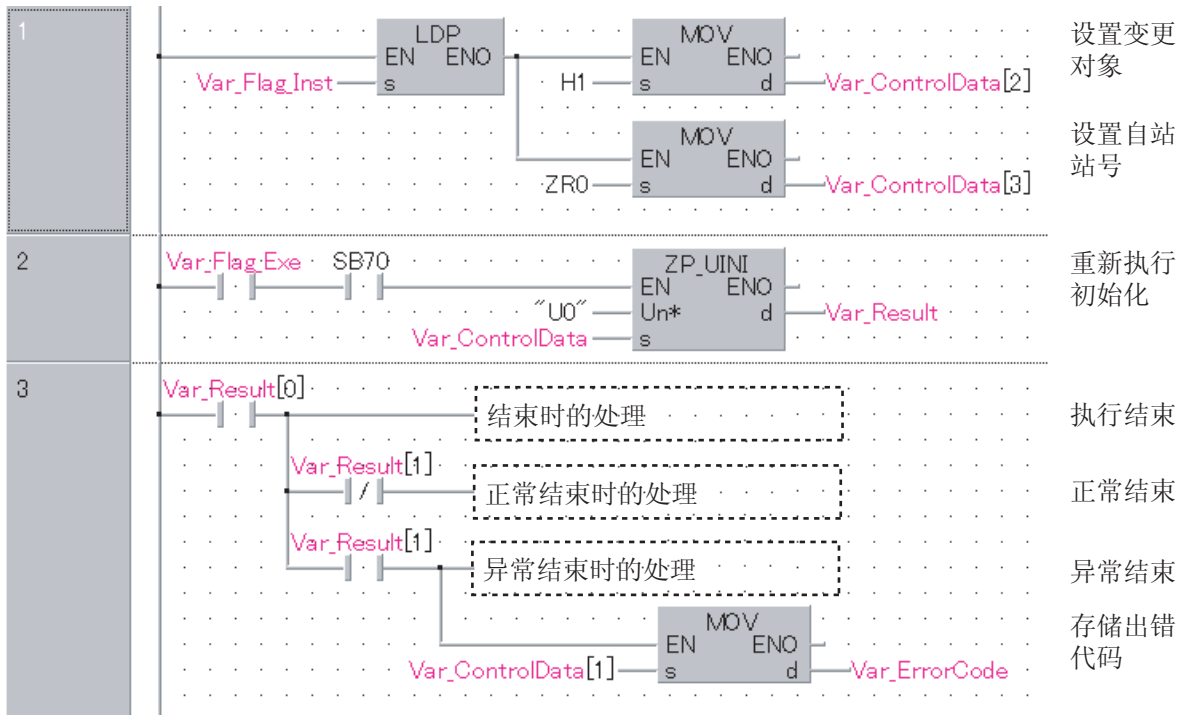 1
LDP
MOV
设置变更
EN ENO
EN ENO
对象
Var_Flag_Inst
s
H1
s d
Var_ControlData[2]
MOV
设置自站
EN ENO
站号
ZR0
s d
Var_ControlData[3]
2
Var_Flag_Exe
SB70
ZP_UINI
重新执行
EN ENO
初始化
"U0"
Un* d
Var_Result
Var_ControlData
s
3
Var_Result[0]
结束时的处理
执行结束
Var_Result[1]
正常结束时的处理
正常结束
Var_Result[1]
异常结束时的处理
异常结束
MOV
存储出错
EN ENO
代码
Var_ControlData[1]
s d
Var_ErrorCode